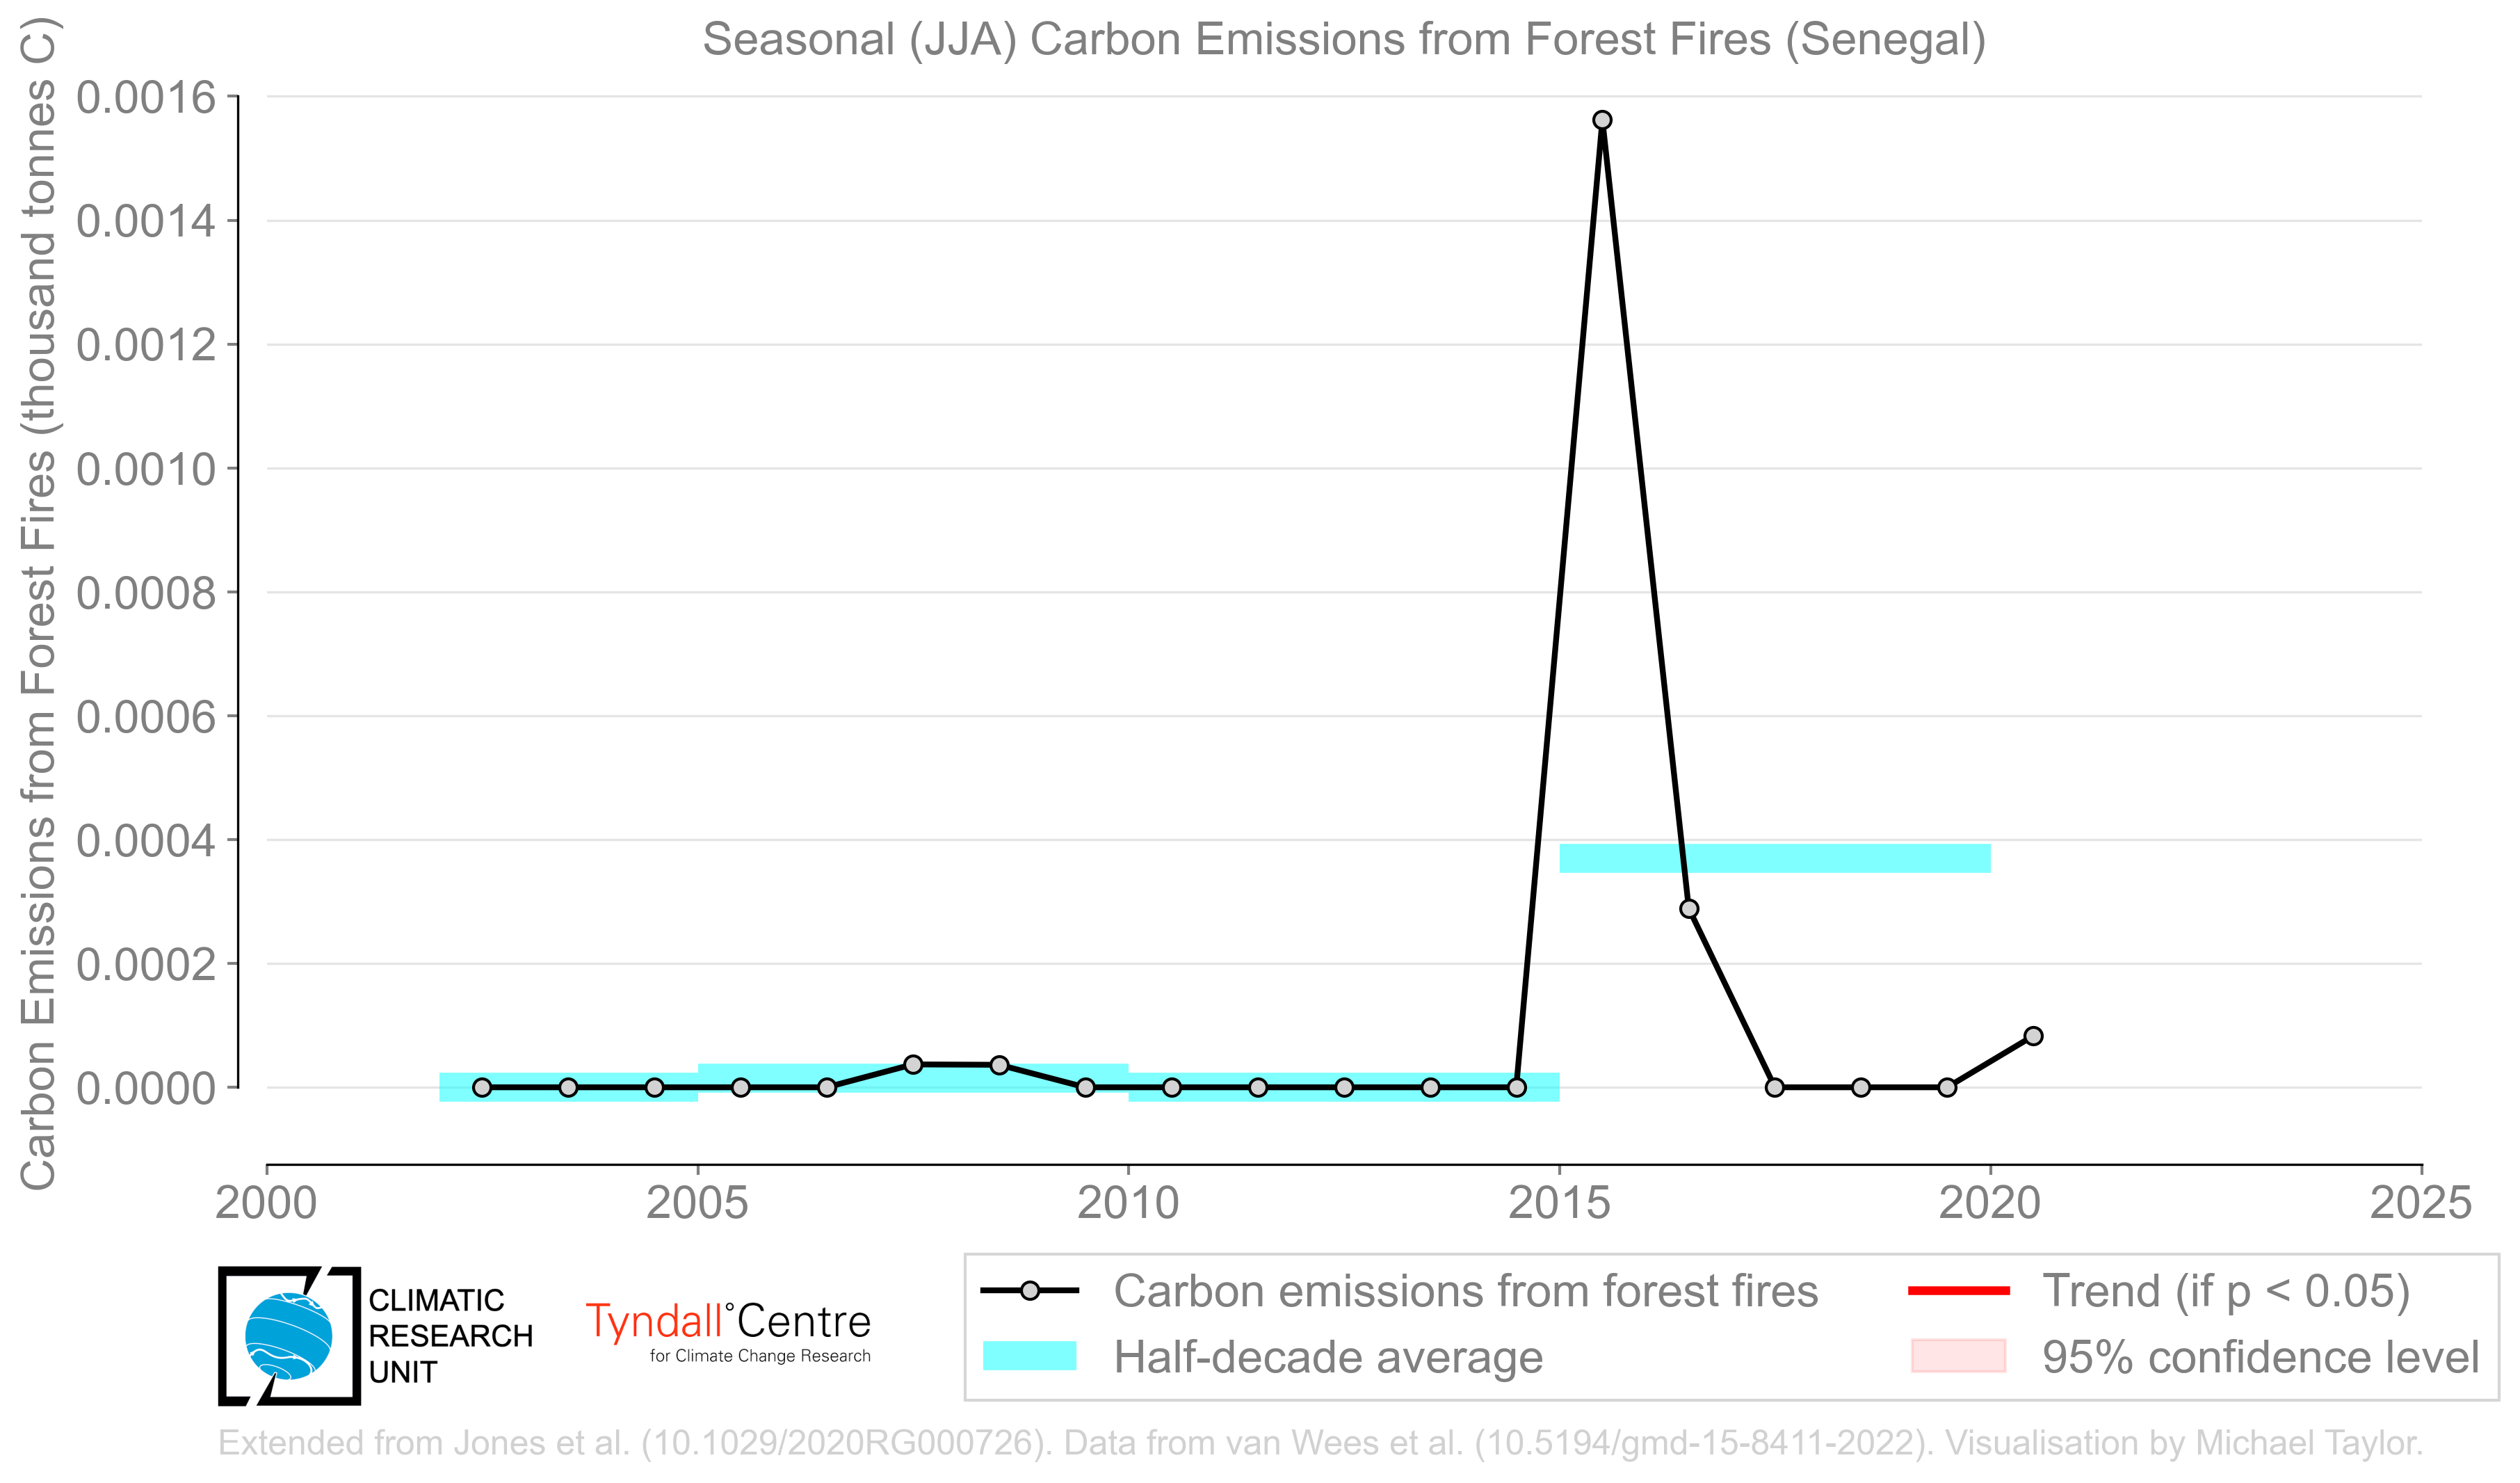 Seasonal (JJA) Carbon Emissions from Forest Fires (Senegal)
Carbon Emissions from Forest Fires (thousand tonnes C)
0.0016
0.0014
0.0012
0.0010
0.0008
0.0006
0.0004
0.0002
0.0000
2000 2005 2010 2015 2020 2025
CLIMATIC
RESEARCH
UNIT
Tyndall°Centre
for Climate Change Research
Carbon emissions from forest fires
Half-decade average
Trend (if p < 0.05)
95% confidence level
Extended from Jones et al. (10.1029/2020RG000726). Data from van Wees et al. (10.5194/gmd-15-8411-2022). Visualisation by Michael Taylor.